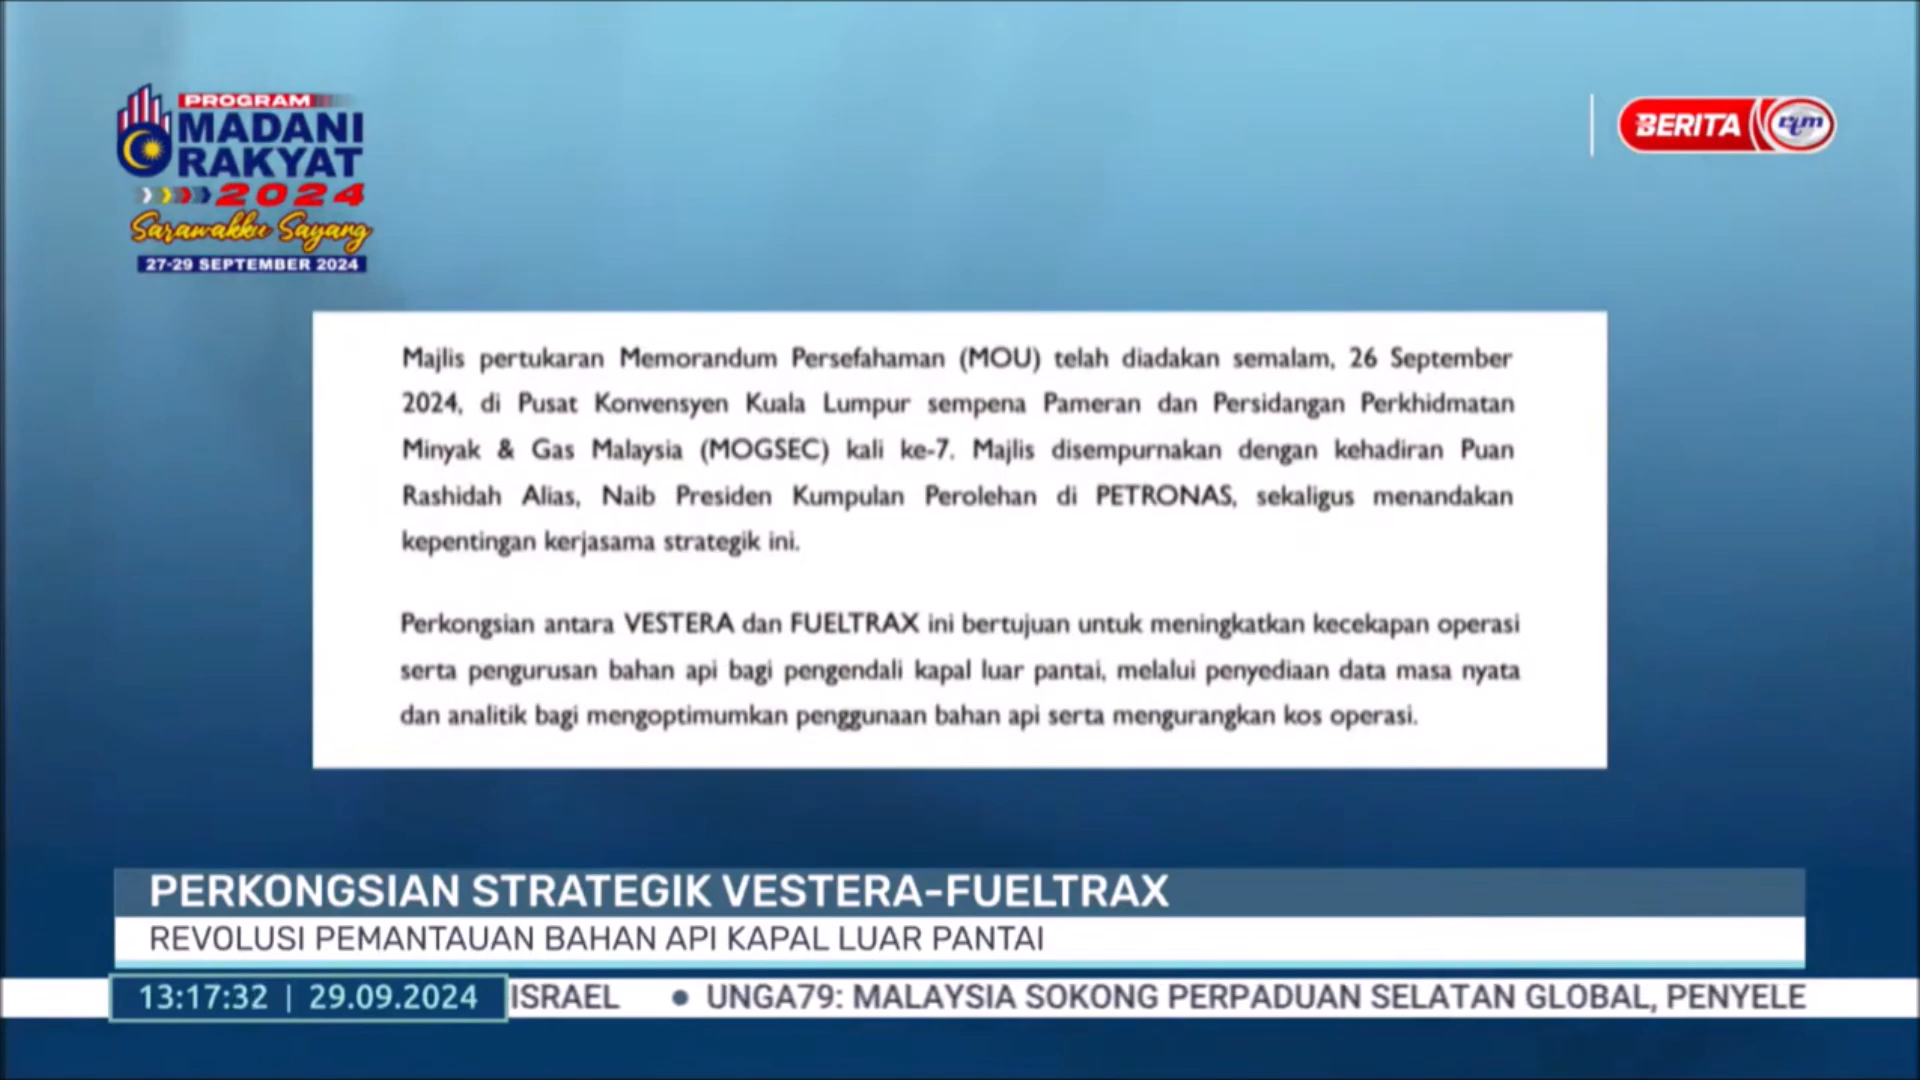 PROGRAM
MADANI
RAKYAT
2024
Sarawakku Sayang
27-29 SEPTEMBER 2024
BERITA rtm
Majlis pertukaran Memorandum Persefahaman (MOU) telah diadakan semalam, 26 September
2024, di Pusat Konvensyen Kuala Lumpur sempena Pameran dan Persidangan Perkhidmatan
Minyak & Gas Malaysia (MOGSEC) kali ke-7. Majlis disempurnakan dengan kehadiran Puan
Rashidah Alias, Naib Presiden Kumpulan Perolehan di PETRONAS, sekaligus menandakan
kepentingan kerjasama strategik ini.
Perkongsian antara VESTERA dan FUELTRAX ini bertujuan untuk meningkatkan kecekapan operasi
serta pengurusan bahan api bagi pengendali kapal luar pantai, melalui penyediaan data masa nyata
dan analitik bagi mengoptimumkan penggunaan bahan api serta mengurangkan kos operasi.
PERKONGSIAN STRATEGIK VESTERA-FUELTRAX
REVOLUSI PEMANTAUAN BAHAN API KAPAL LUAR PANTAI
13:17:32 | 29.09.2024 ISRAEL • UNGA79: MALAYSIA SOKONG PERPADUAN SELATAN GLOBAL, PENYELE